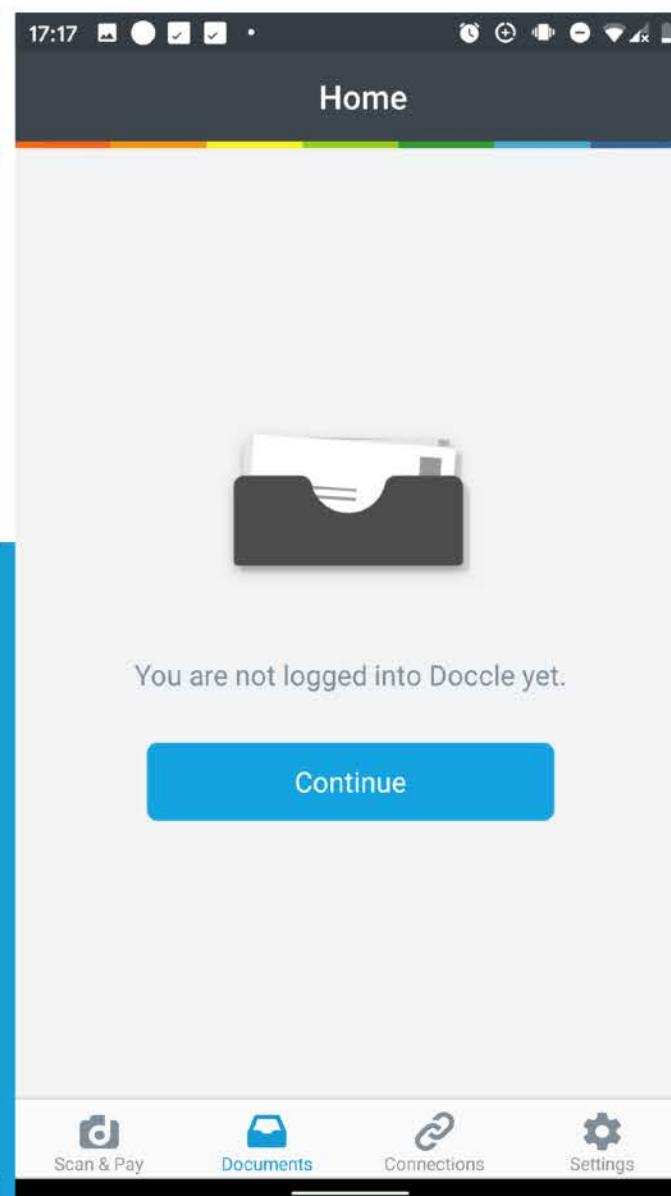 17:17
Home
You are not logged into Doccle yet.
Continue
Scan & Pay
Documents
Connections
Settings